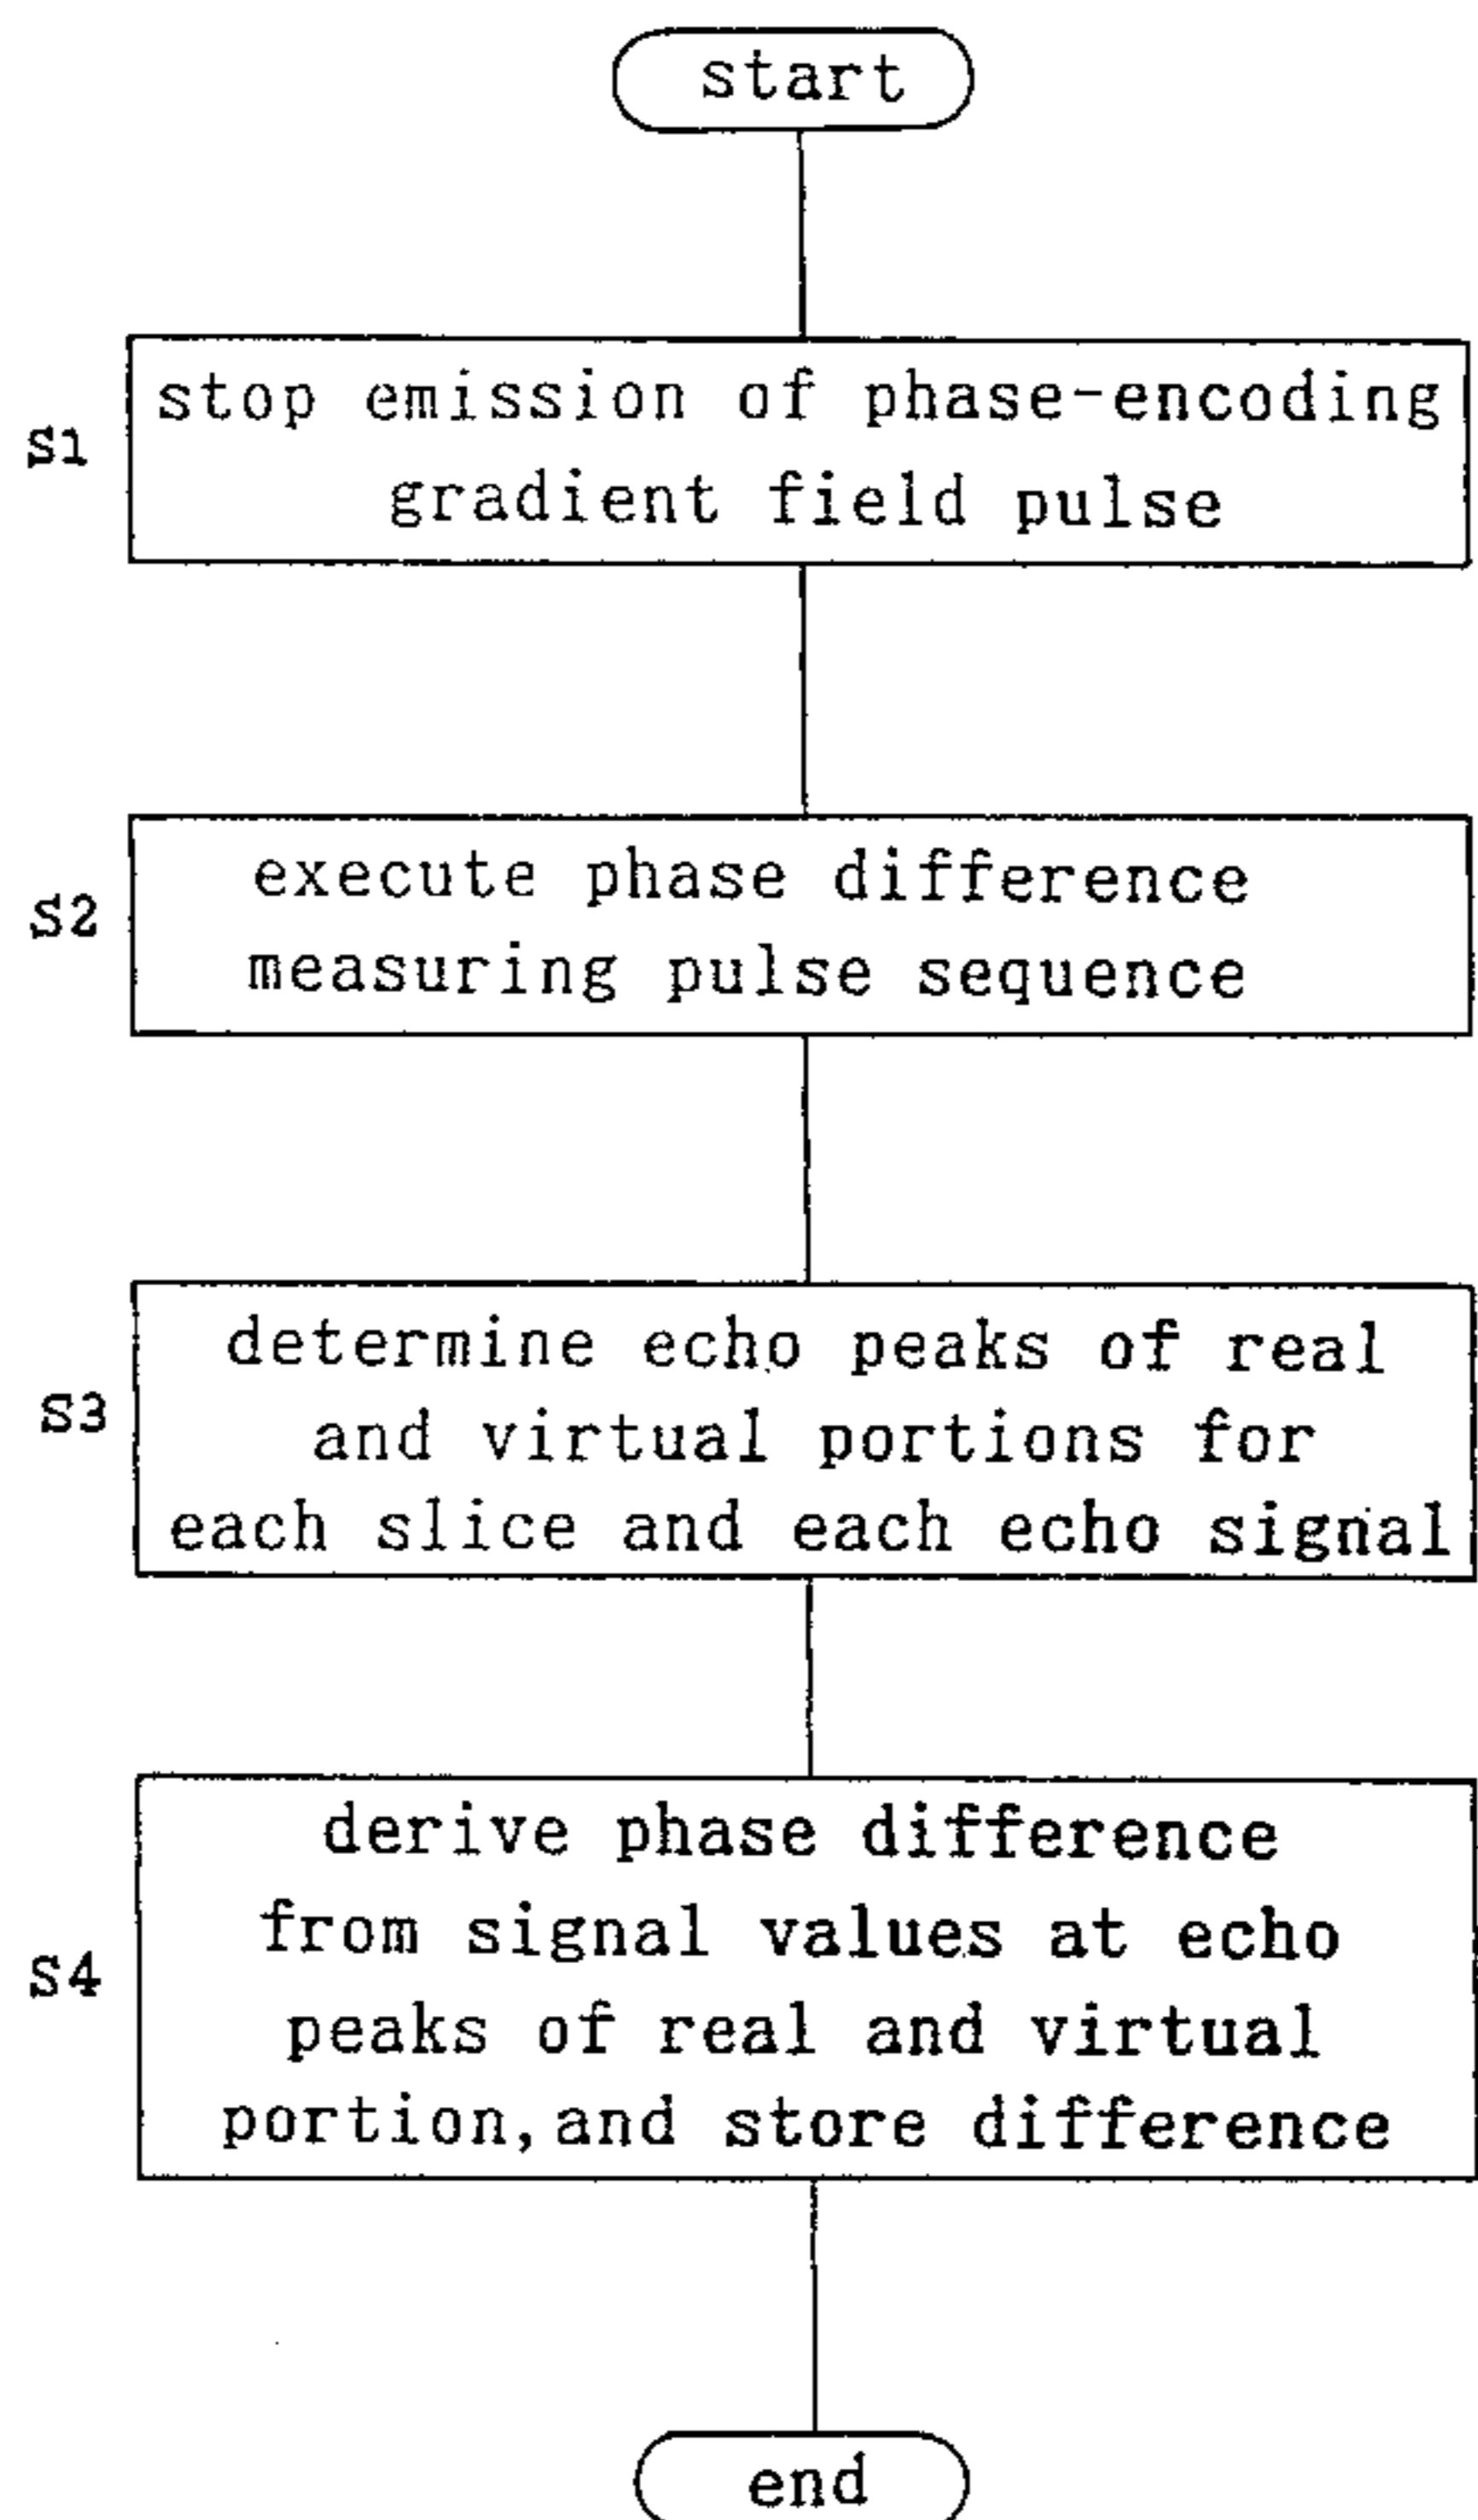 start
S1
stop emission of phase-encoding
gradient field pulse
S2
execute phase difference
measuring pulse sequence
S3
determine echo peaks of real
and virtual portions for
each slice and each echo signal
S4
derive phase difference
from signal values at echo
peaks of real and virtual
portion,and store difference
end